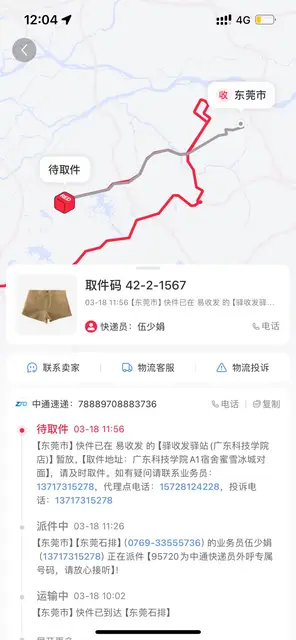 12:04
4G
收 东莞市
待取件
取件码 42-2-1567
03-18 11:56【东莞市】快件已在 易收发 的【驿收发驿...
快递员：伍少娟
电话
联系卖家
物流客服
物流投诉
ZTO 中通速递：78889708883736
电话 | 复制
待取件 03-18 11:56
【东莞市】快件已在 易收发 的【驿收发驿站(广东科技学院
店)】暂放,【取件地址：广东科技学院A1宿舍蜜雪冰城对
面】，请及时取件。如有疑问请联系业务员：
13717315278，代理点电话：15728124228，投诉电
话：13717315278
派件中 03-18 11:26
【东莞市】【东莞石排】(0769-33555736) 的业务员伍少娟
(13717315278) 正在派件【95720为中通快递员外呼专属
号码，请放心接听】!
运输中 03-18 10:02
【东莞市】快件已到达【东莞石排】